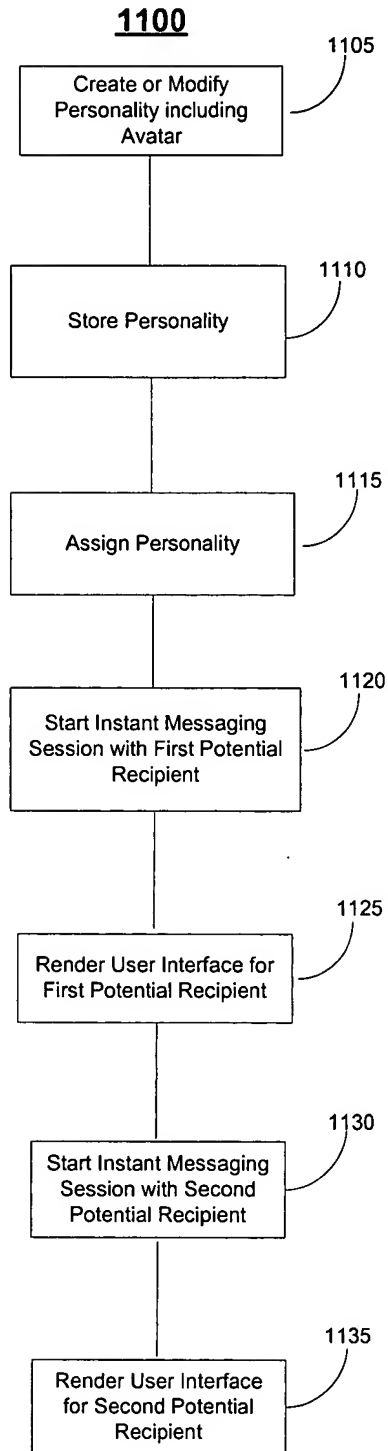 1100
1105
Create or Modify
Personality including
Avatar
1110
Store Personality
1115
Assign Personality
1120
Start Instant Messaging
Session with First Potential
Recipient
1125
Render User Interface for
First Potential Recipient
1130
Start Instant Messaging
Session with Second
Potential Recipient
1135
Render User Interface
for Second Potential
Recipient